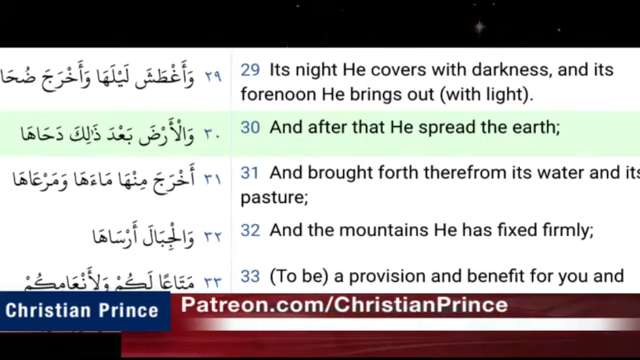 وَأَغْطَشَ لَيْلَهَا وَأَخْرَجَ ضُحَا ٢٩
29 Its night He covers with darkness, and its
forenoon He brings out (with light).
وَالْأَرْضَ بَعْدَ ذَٰلِكَ دَحَاهَا ٣٠
30 And after that He spread the earth;
أَخْرَجَ مِنْهَا مَاءَهَا وَمَرْعَاهَا ٣١
31 And brought forth therefrom its water and its
pasture;
وَالْجِبَالَ أَرْسَاهَا ٣٢
32 And the mountains He has fixed firmly;
مَتَاعًا لَكُمْ وَلِأَنْعَامِكُمْ ٣٣
33 (To be) a provision and benefit for you and
Christian Prince
Patreon.com/ChristianPrince